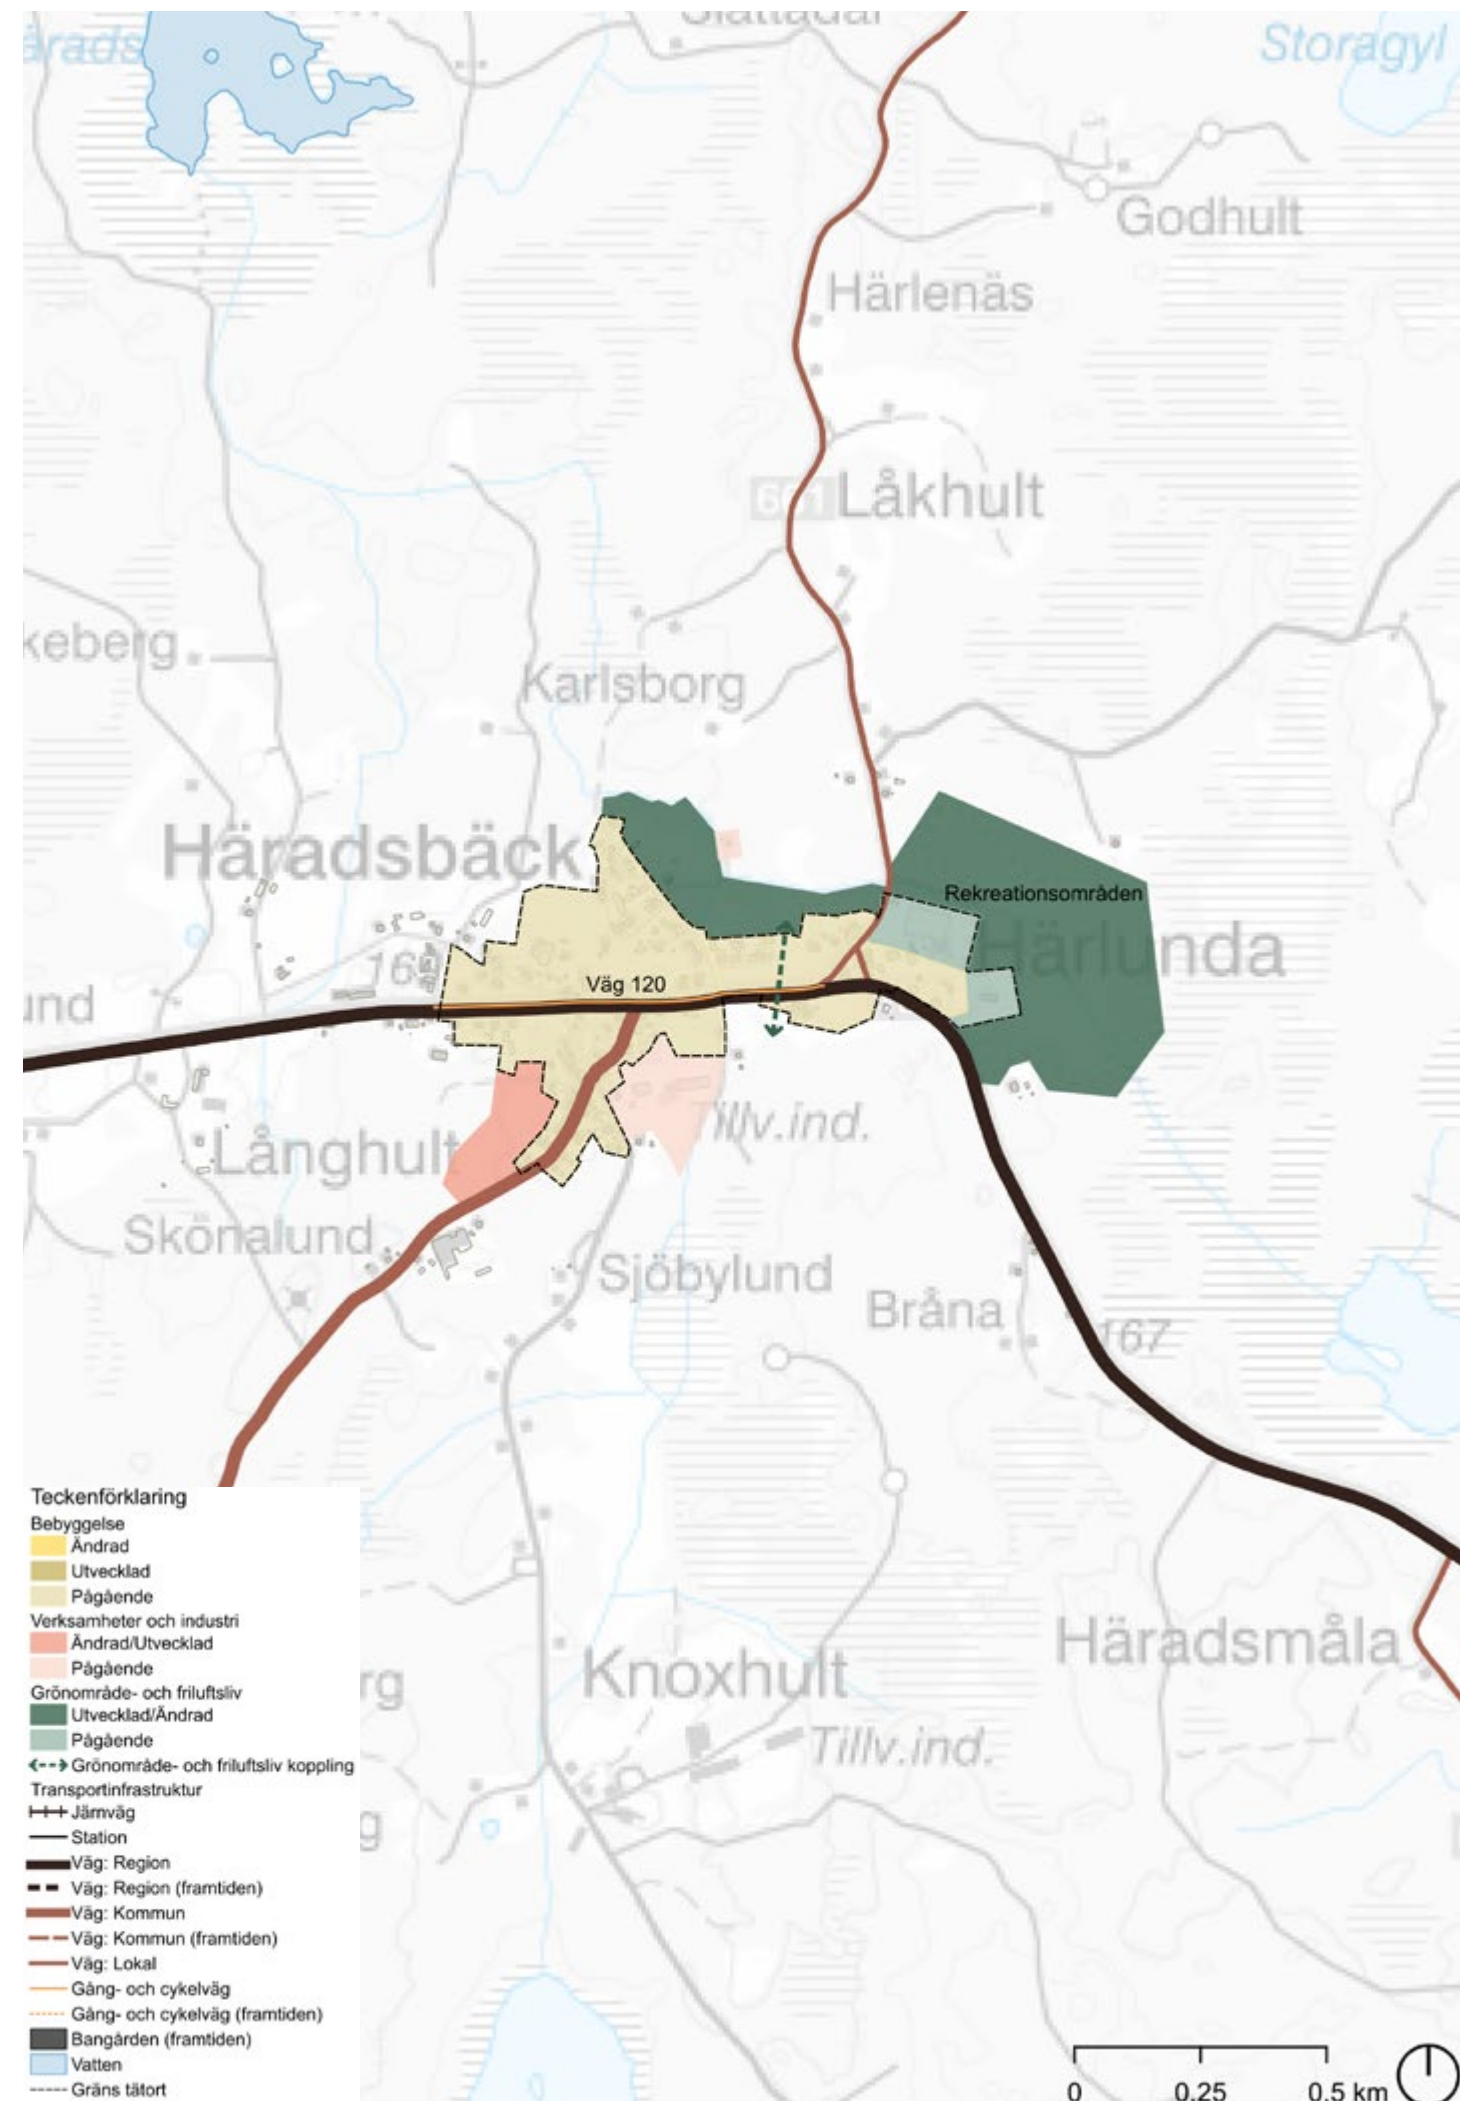 Storagyl
Godhult
Härlenäs
Låkhult
keberg
Karlsborg
Häradsbäck
Rekreationsområden
Härlunda
Väg 120
und
Tillv.ind.
Långhult
Skönalund
Sjöbylund
Bråna
167
Teckenförklaring
Bebyggelse
Ändrad
Utvecklad
Pågående
Verksamheter och industri
Ändrad/Utvecklad
Pågående
Grönområde- och friluftsliv
Utvecklad/Ändrad
Pågående
Grönområde- och friluftsliv koppling
Transportinfrastruktur
Järnväg
Station
Väg: Region
Väg: Region (framtiden)
Väg: Kommun
Väg: Kommun (framtiden)
Väg: Lokal
Gång- och cykelväg
Gång- och cykelväg (framtiden)
Bangården (framtiden)
Vatten
Gräns tätort
Häradsmåla
rg
Knoxhult
Tillv.ind.
g
0 0.25 0.5 km